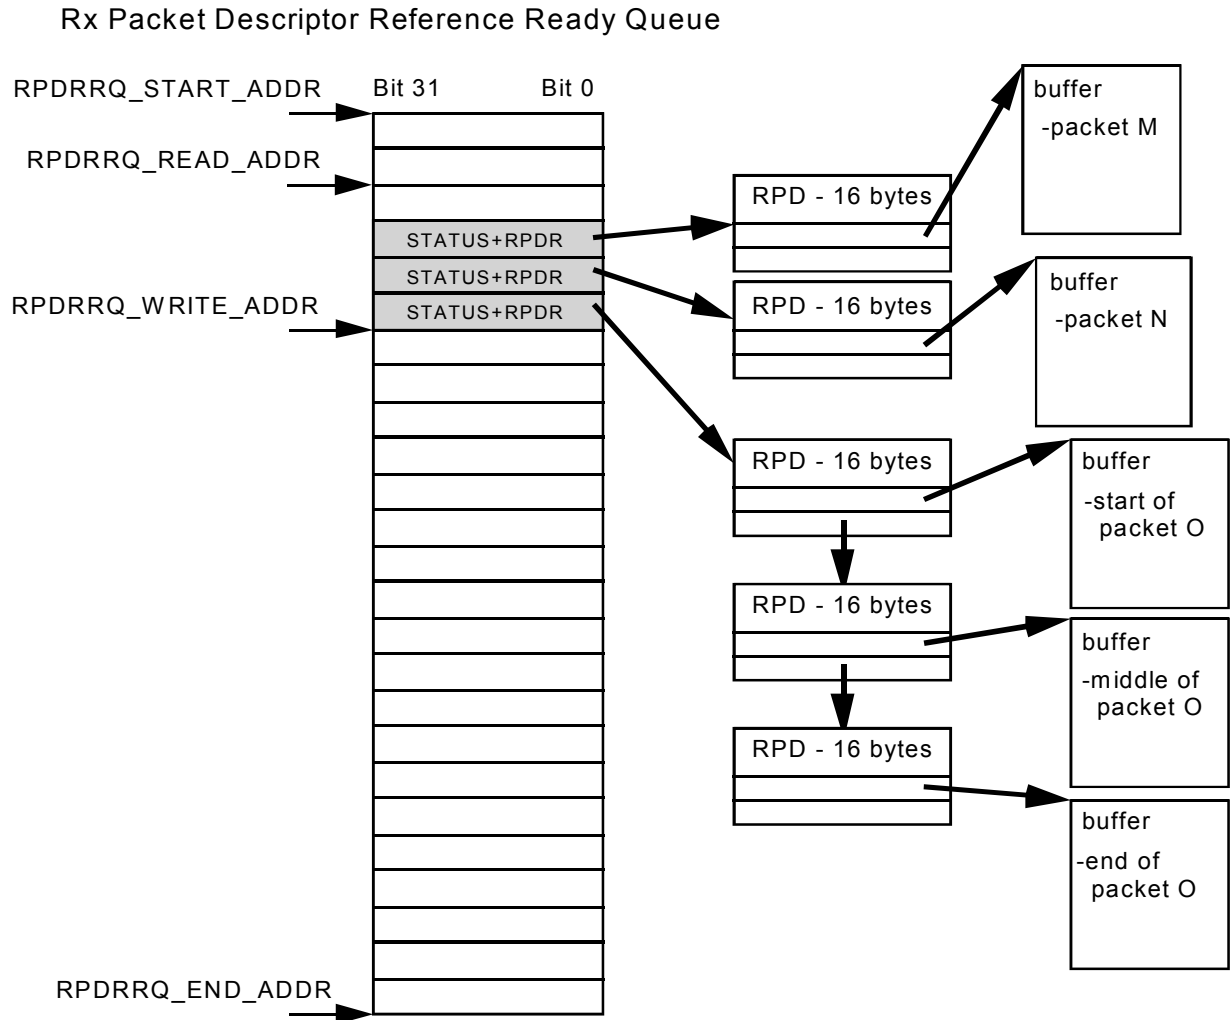 Rx Packet Descriptor Reference Ready Queue
RPDRRQ_START_ADDR
Bit 31
Bit 0
RPDRRQ_READ_ADDR
STATUS+RPDR
STATUS+RPDR
RPDRRQ_WRITE_ADDR
STATUS+RPDR
RPDRRQ_END_ADDR
RPD - 16 bytes
buffer
-packet M
RPD - 16 bytes
buffer
-packet N
RPD - 16 bytes
buffer
-start of
packet O
RPD - 16 bytes
buffer
-middle of
packet O
RPD - 16 bytes
buffer
-end of
packet O